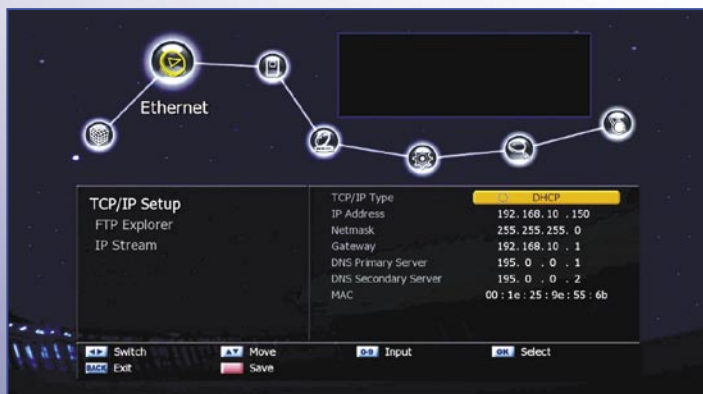 Ethernet
TCP/IP Setup
FTP Explorer
IP Stream
TCP/IP Type DHCP
IP Address 192.168.10 .150
Netmask 255.255.255. 0
Gateway 192.168.10 . 1
DNS Primary Server 195. 0 . 0 . 1
DNS Secondary Server 195. 0 . 0 . 2
MAC 00 : 1e : 25 : 9e : 55 : 6b
Switch Move 0-9 Input OK Select
BACK Exit Save